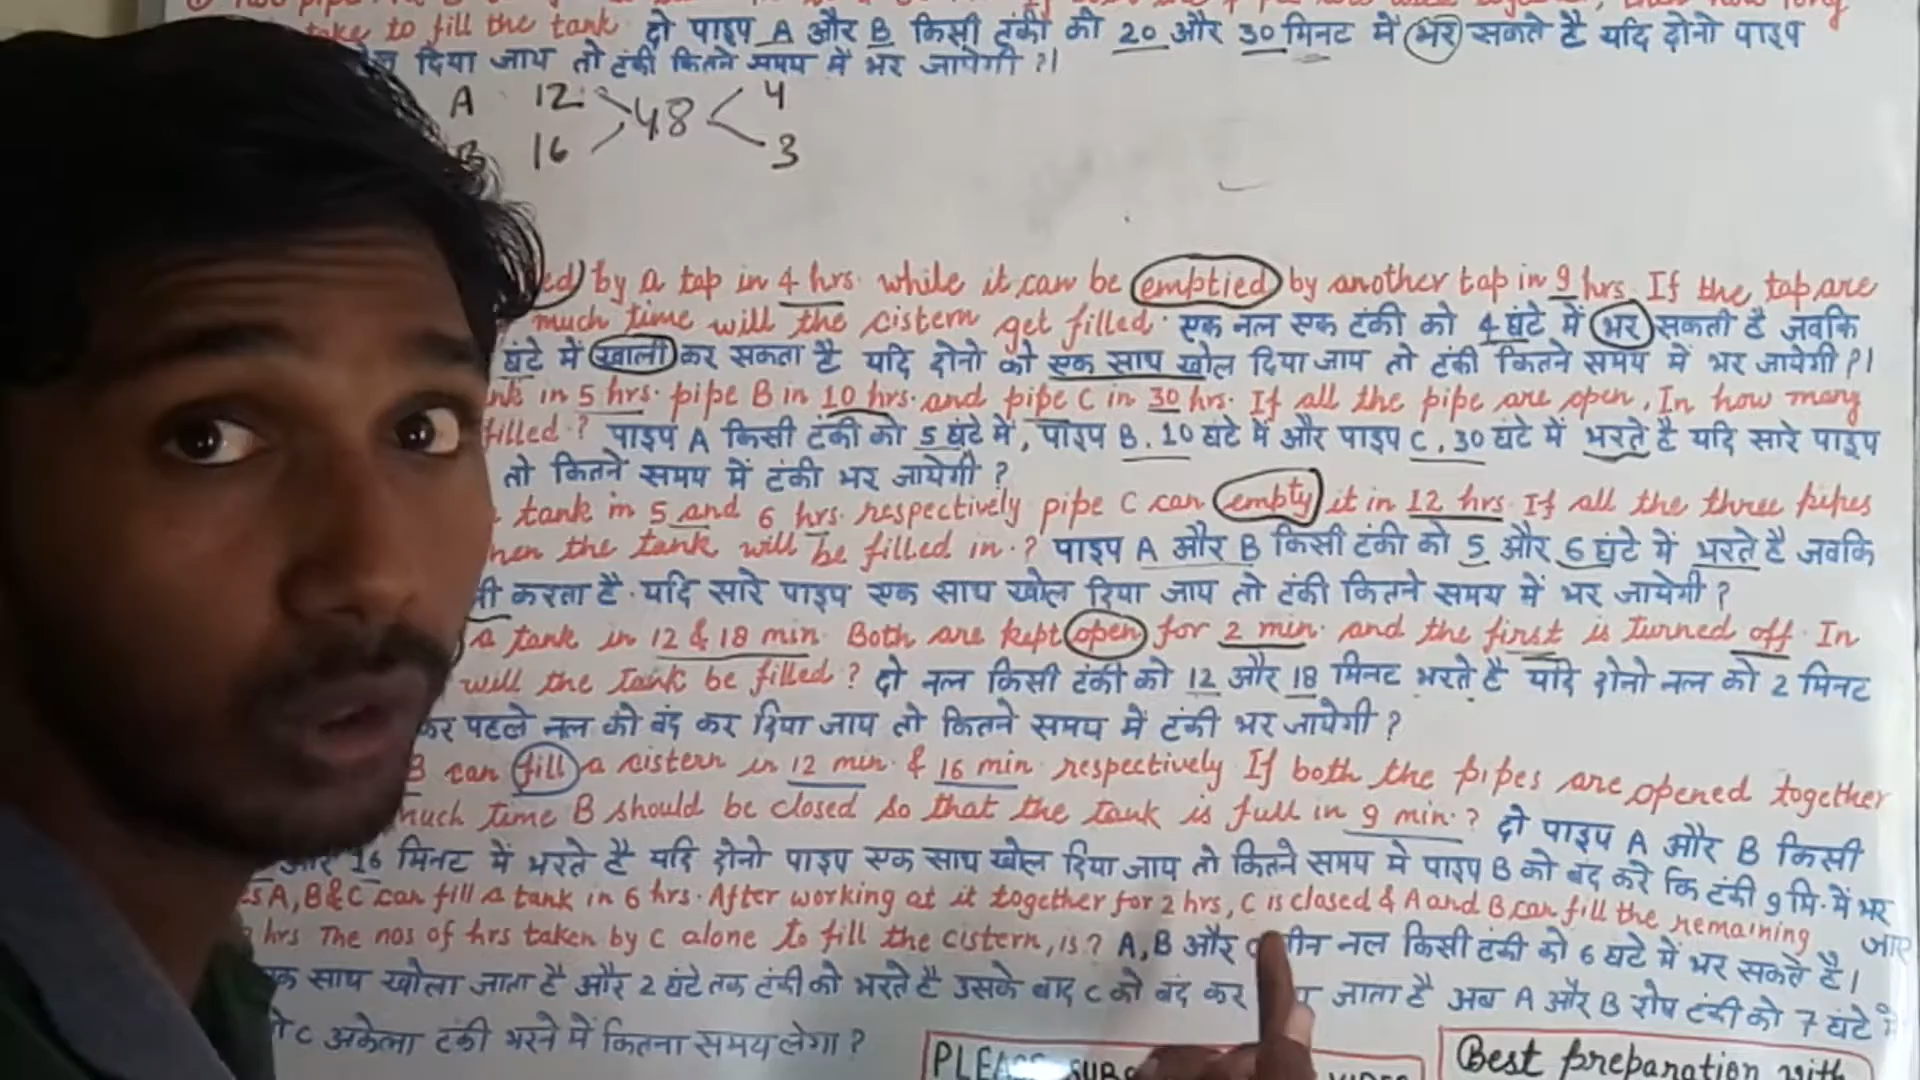 take to fill the tank दो पाइप A और B किसी टंकी को 20 और 30 मिनट में भर सकते है यदि दोनो पाइप
दिया जाय तो टंकी कितने समय में भर जायेगी ?।
A 12 48 4
B 16 3
ed by a tap in 4 hrs. while it can be emptied by another tap in 9 hrs. If the tap are
much time will the cistern get filled. एक नल एक टंकी को 4 घंटे में भर सकती है जबकि
घंटे में खाली कर सकता है यदि दोनो को एक साथ खोल दिया जाय तो टंकी कितने समय में भर जायेगी ?।
nk in 5 hrs. pipe B in 10 hrs. and pipe C in 30 hrs. If all the pipe are open, In how many
filled ? पाइप A किसी टंकी को 5 घंटे में, पाइप B. 10 घंटे में और पाइप C. 30 घंटे में भरते है यदि सारे पाइप
तो कितने समय में टंकी भर जायेगी ?
tank in 5 and 6 hrs. respectively pipe C can empty it in 12 hrs. If all the three pipes
hen the tank will be filled in.? पाइप A और B किसी टंकी को 5 और 6 घंटे में भरते है जबकि
ी करता है. यदि सारे पाइप एक साथ खोल दिया जाय तो टंकी कितने समय में भर जायेगी ?
a tank in 12 & 18 min. Both are kept open for 2 min. and the first is turned off. In
will the tank be filled ? दो नल किसी टंकी को 12 और 18 मिनट भरते है यदि दोनो नल को 2 मिनट
कर पहले नल को बंद कर दिया जाय तो कितने समय में टंकी भर जायेगी ?
B can fill a cistern in 12 min. & 16 min. respectively If both the pipes are opened together
much time B should be closed so that the tank is full in 9 min.? दो पाइप A और B किसी
और 16 मिनट में भरते है यदि दोनो पाइप एक साथ खोल दिया जाय तो कितने समय मे पाइप B को बंद करे कि टंकी 9 मि. में भर जाए
es A, B & C can fill a tank in 6 hrs. After working at it together for 2 hrs, C is closed & A and B can fill the remaining
hrs The nos of hrs taken by C alone to fill the cistern, is ? A, B और नल किसी टंकी को 6 घंटे में भर सकते है।
क साथ खोला जाता है और 2 घंटे तक टंकी को भरते है उसके बाद C को बंद कर जाता है अब A और B शेष टंकी को 7 घंटे में
तो C अकेला टंकी भरने में कितना समय लेगा ?
Best preparation with